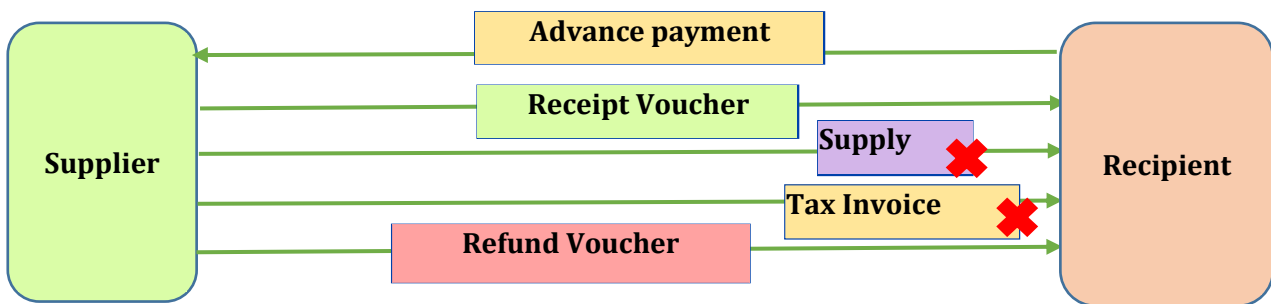 Advance payment
Receipt Voucher
Supply
Supplier
Recipient
Tax Invoice
Refund Voucher